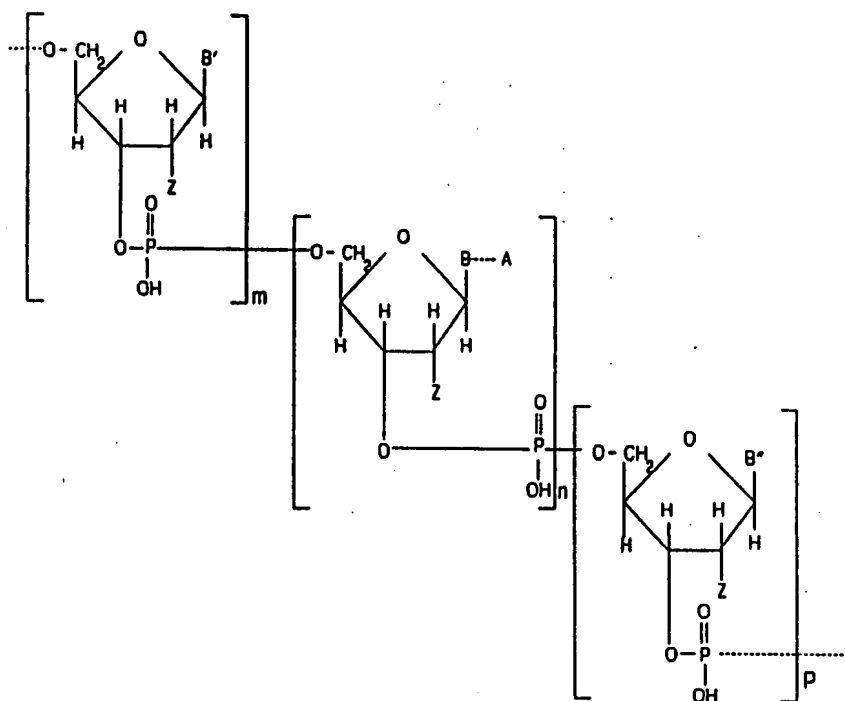 O-CH2 O B'
H H H H
Z
O
O-P
OH m
O-CH2 O B A
H H H H
Z
O
O P
OH n
O-CH2 O B"
H H H H
Z
O
O-P
OH p